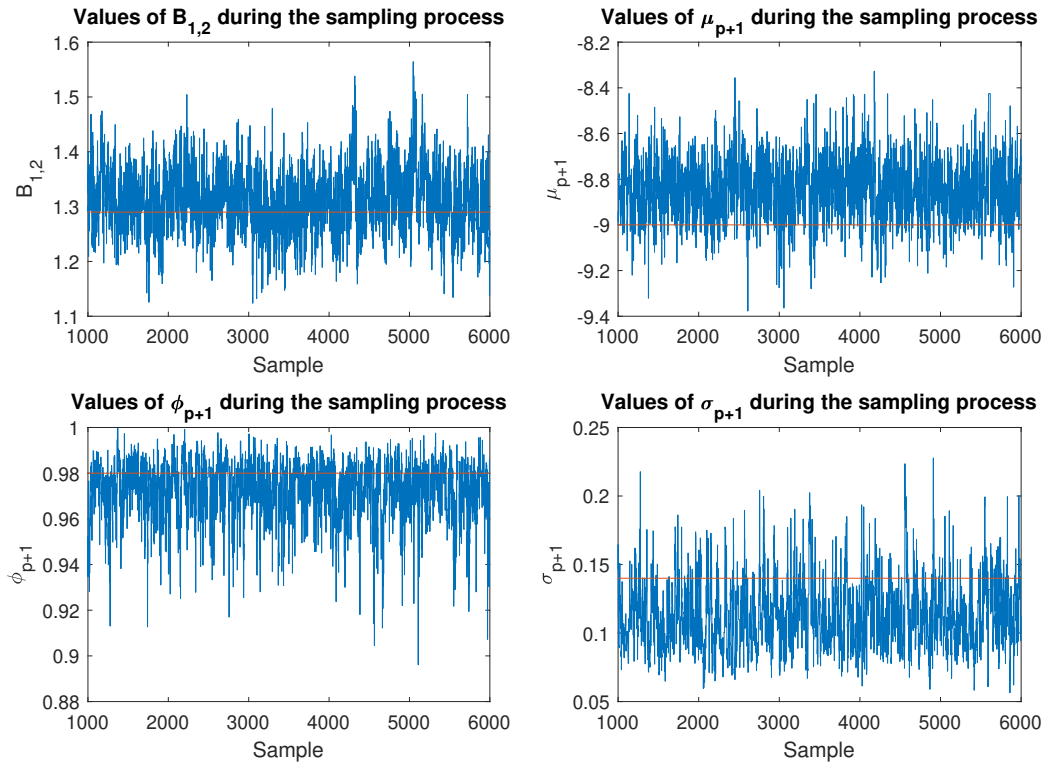 Values of B1,2 during the sampling process
1.6
1.5
1.4
1.3
1.2
1.1
B1,2
1000 2000 3000 4000 5000 6000
Sample
Values of μp+1 during the sampling process
-8.2
-8.4
-8.6
-8.8
-9
-9.2
-9.4
μp+1
1000 2000 3000 4000 5000 6000
Sample
Values of ϕp+1 during the sampling process
1
0.98
0.96
0.94
0.92
0.9
0.88
ϕp+1
1000 2000 3000 4000 5000 6000
Sample
Values of σp+1 during the sampling process
0.25
0.2
0.15
0.1
0.05
σp+1
1000 2000 3000 4000 5000 6000
Sample